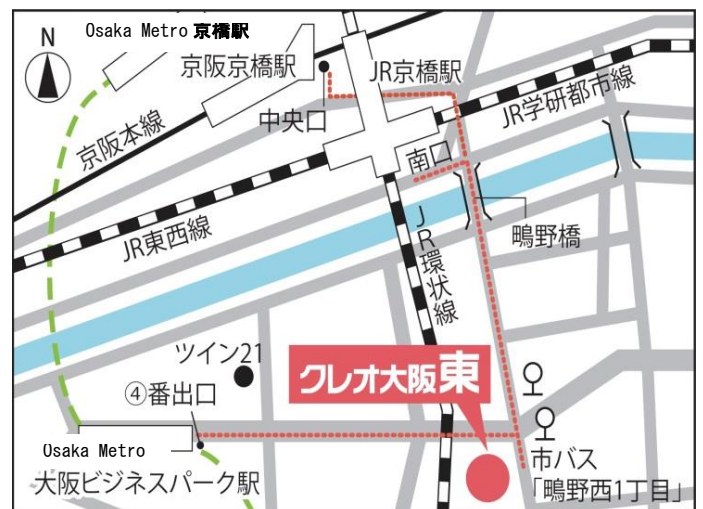 N
Osaka Metro 京橋駅
京阪京橋駅
JR京橋駅
中央口
京阪本線
JR学研都市線
南口
JR東西線
JR環状線
鴫野橋
ツイン21
④番出口
クレオ大阪東
Osaka Metro
大阪ビジネスパーク駅
市バス
「鴫野西1丁目」